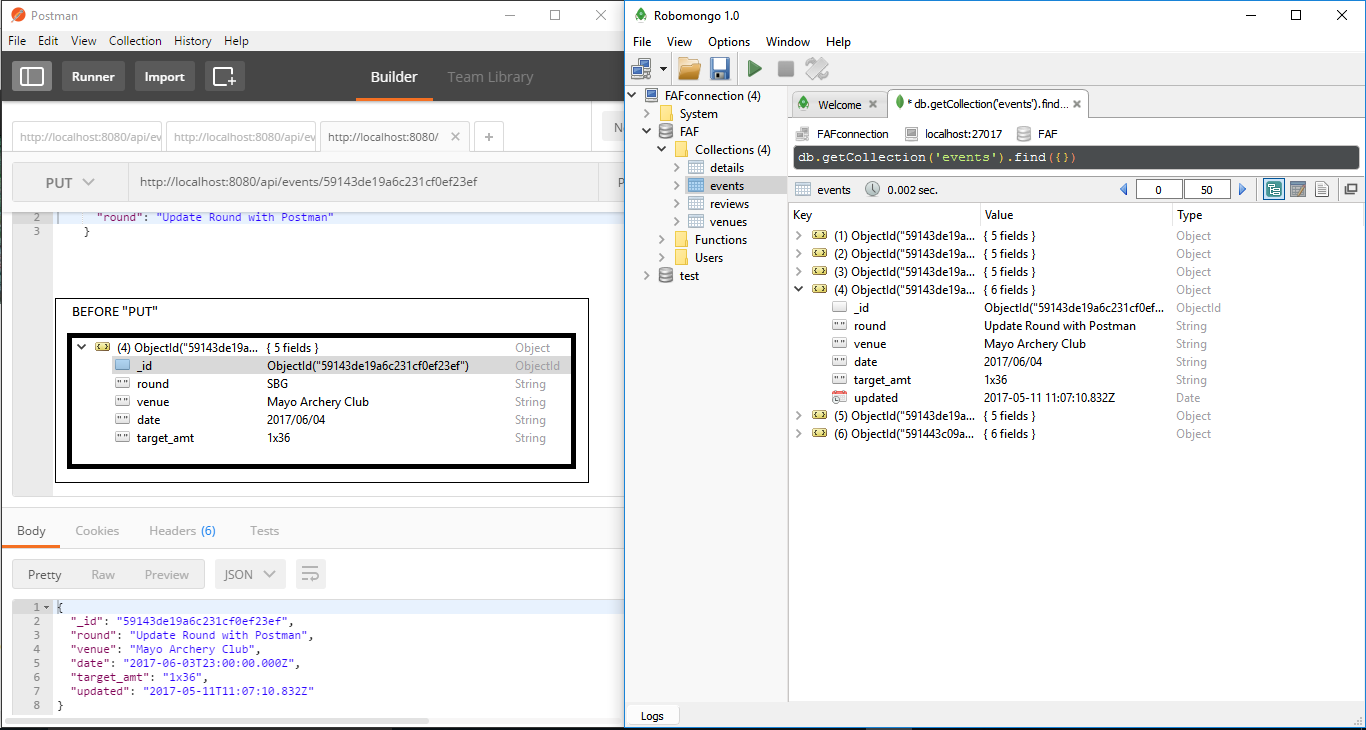 Postman
File Edit View Collection History Help
Runner Import Builder Team Library
http://localhost:8080/api/ev http://localhost:8080/api/ev http://localhost:8080/ × + No
PUT http://localhost:8080/api/events/59143de19a6c231cf0ef23ef P
2 "round": "Update Round with Postman"
3 }
BEFORE "PUT"
(4) ObjectId("59143de19a... { 5 fields } Object
_id ObjectId("59143de19a6c231cf0ef23ef") ObjectId
round SBG String
venue Mayo Archery Club String
date 2017/06/04 String
target_amt 1x36 String
Body Cookies Headers (6) Tests
Pretty Raw Preview JSON
1 {
2 "_id": "59143de19a6c231cf0ef23ef",
3 "round": "Update Round with Postman",
4 "venue": "Mayo Archery Club",
5 "date": "2017-06-03T23:00:00.000Z",
6 "target_amt": "1x36",
7 "updated": "2017-05-11T11:07:10.832Z"
8 }
Robomongo 1.0
File View Options Window Help
FAFconnection (4)
System
FAF
Collections (4)
details
events
reviews
venues
Functions
Users
test
Welcome × * db.getCollection('events').find... ×
FAFconnection localhost:27017 FAF
db.getCollection('events').find({})
events 0.002 sec. 0 50
Key Value Type
(1) ObjectId("59143de19a... { 5 fields } Object
(2) ObjectId("59143de19a... { 5 fields } Object
(3) ObjectId("59143de19a... { 5 fields } Object
(4) ObjectId("59143de19a... { 6 fields } Object
_id ObjectId("59143de19a6c231cf0ef... ObjectId
round Update Round with Postman String
venue Mayo Archery Club String
date 2017/06/04 String
target_amt 1x36 String
updated 2017-05-11 11:07:10.832Z Date
(5) ObjectId("59143de19a... { 5 fields } Object
(6) ObjectId("591443c09a... { 6 fields } Object
Logs